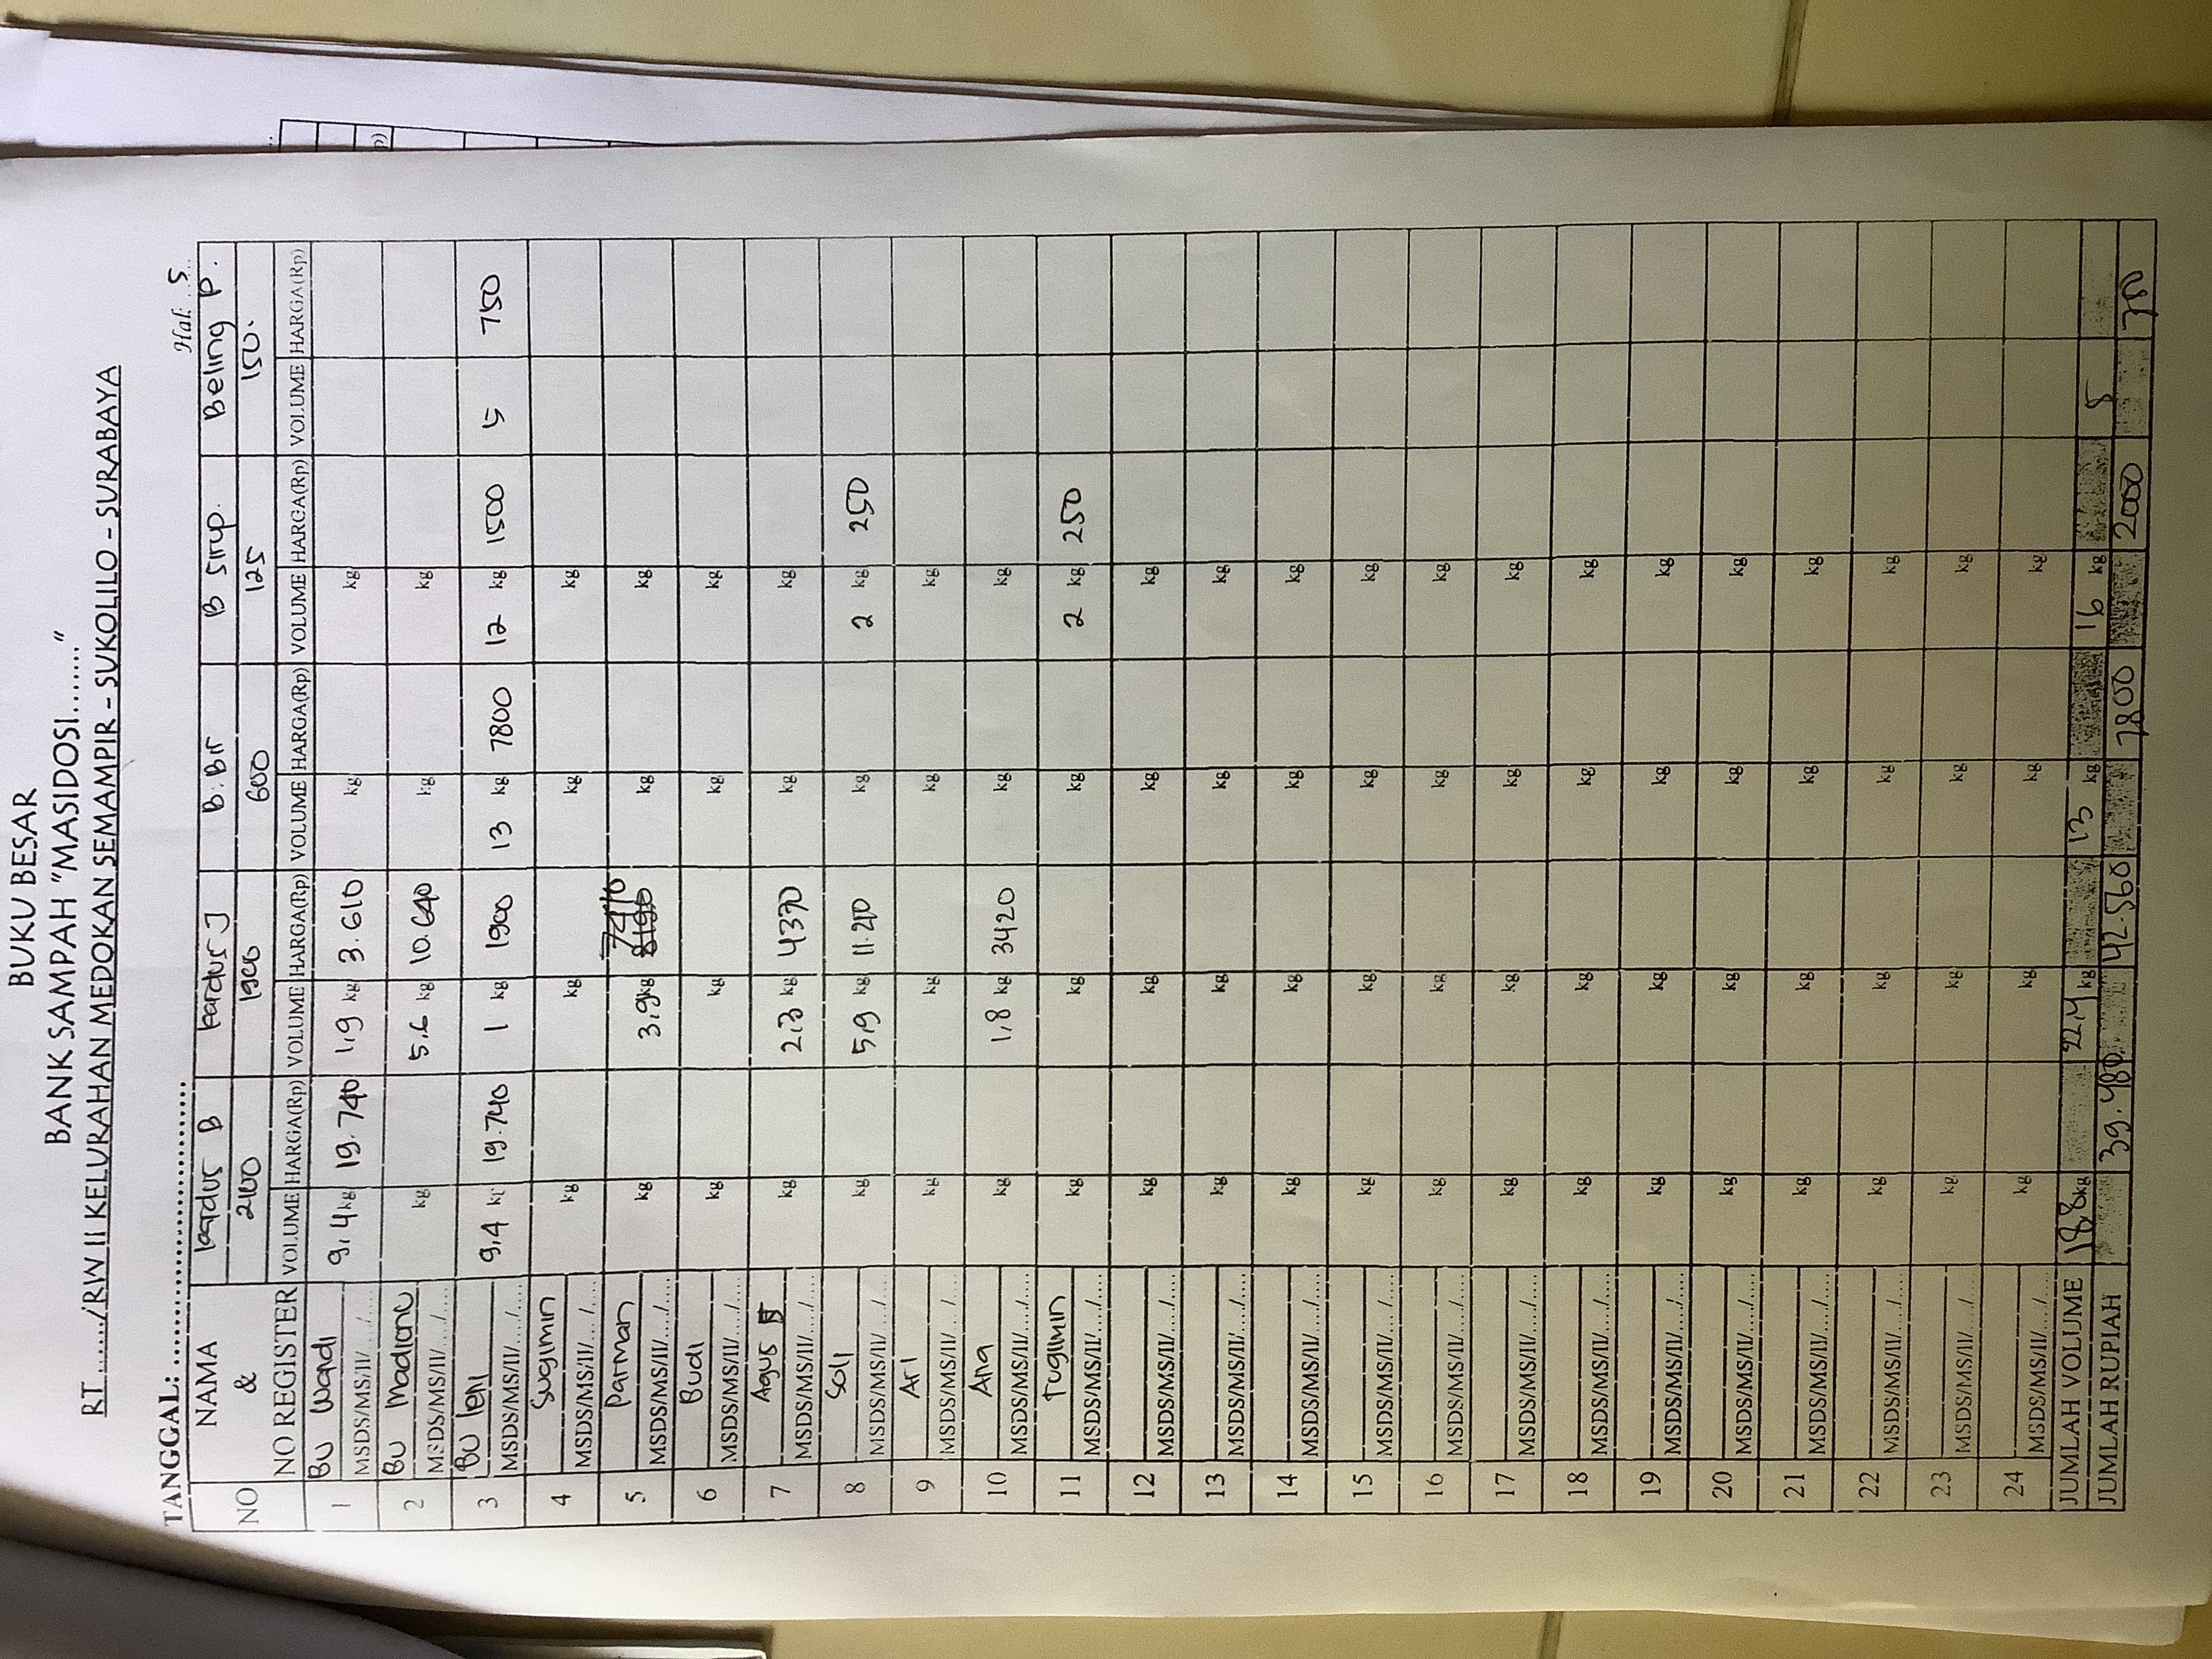 BUKU BESAR
BANK SAMPAH "MASIDOSI......."
RT ....../RW II KELURAHAN MEDOKAN SEMAMPIR - SUKOLILO - SURABAYA
TANGGAL: ............................
Hal: 5
NO NAMA & NO REGISTER kardus B kardus J B. Bir B Sirup. Beling P.
2100 1900 600 125 150.
VOLUME HARGA(Rp) VOLUME HARGA(Rp) VOLUME HARGA(Rp) VOLUME HARGA(Rp) VOLUME HARGA(Rp)
1 Bu Wandi 9,4 kg 19.740 1,9 kg 3.610 kg kg
MSDS/MS/II/..../....
2 Bu Madiono kg 5.6 kg 10.640 kg kg
MSDS/MS/II/..../....
3 Bu leni 9,4 kg 19.740 1 kg 1900 13 kg 7800 12 kg 1500 5 750
MSDS/MS/II/..../....
4 Sugimin kg kg kg kg
MSDS/MS/II/..../....
5 Parman kg 3,9 kg 7410 kg kg
MSDS/MS/II/..../....
6 Budi kg kg kg kg
MSDS/MS/II/..../....
7 Agus kg 2,3 kg 4370 kg kg
MSDS/MS/II/..../....
8 Soli kg 5,9 kg 11.210 kg 2 kg 250
MSDS/MS/II/..../....
9 Ari kg kg kg kg
MSDS/MS/II/..../....
10 Ana kg 1,8 kg 3420 kg kg
MSDS/MS/II/..../....
11 Tugimin kg kg kg 2 kg 250
MSDS/MS/II/..../....
12 kg kg kg kg
MSDS/MS/II/..../....
13 kg kg kg kg
MSDS/MS/II/..../....
14 kg kg kg kg
MSDS/MS/II/..../....
15 kg kg kg kg
MSDS/MS/II/..../....
16 kg kg kg kg
MSDS/MS/II/..../....
17 kg kg kg kg
MSDS/MS/II/..../....
18 kg kg kg kg
MSDS/MS/II/..../....
19 kg kg kg kg
MSDS/MS/II/..../....
20 kg kg kg kg
MSDS/MS/II/..../....
21 kg kg kg kg
MSDS/MS/II/..../....
22 kg kg kg kg
MSDS/MS/II/..../....
23 kg kg kg kg
MSDS/MS/II/..../....
24 kg kg kg kg
MSDS/MS/II/..../....
JUMLAH VOLUME 18,8 kg 22,4 kg 13 kg 16 kg 5
JUMLAH RUPIAH 39.480 42.560 7800 2000 750